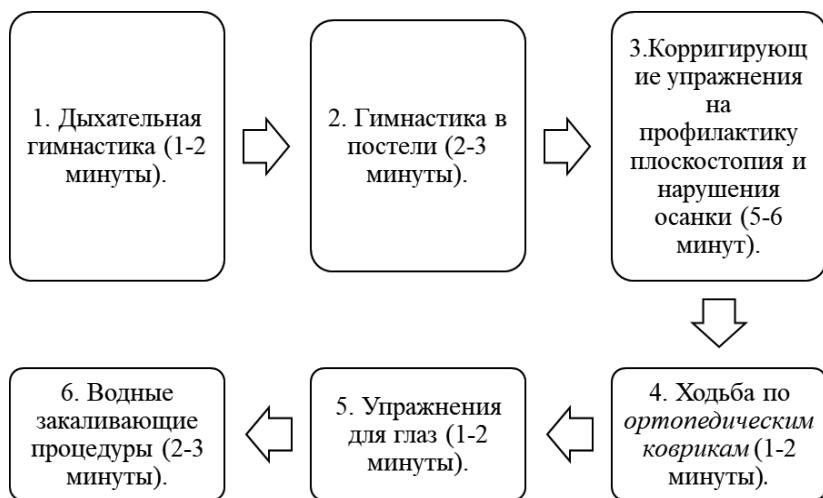 1. Дыхательная
гимнастика (1-2
минуты).
2. Гимнастика в
постели (2-3
минуты).
3.Корригирующ
ие упражнения
на
профилактику
плоскостопия и
нарушения
осанки (5-6
минут).
4. Ходьба по
ортопедическим
коврикам (1-2
минуты).
5. Упражнения
для глаз (1-2
минуты).
6. Водные
закаливающие
процедуры (2-3
минуты).